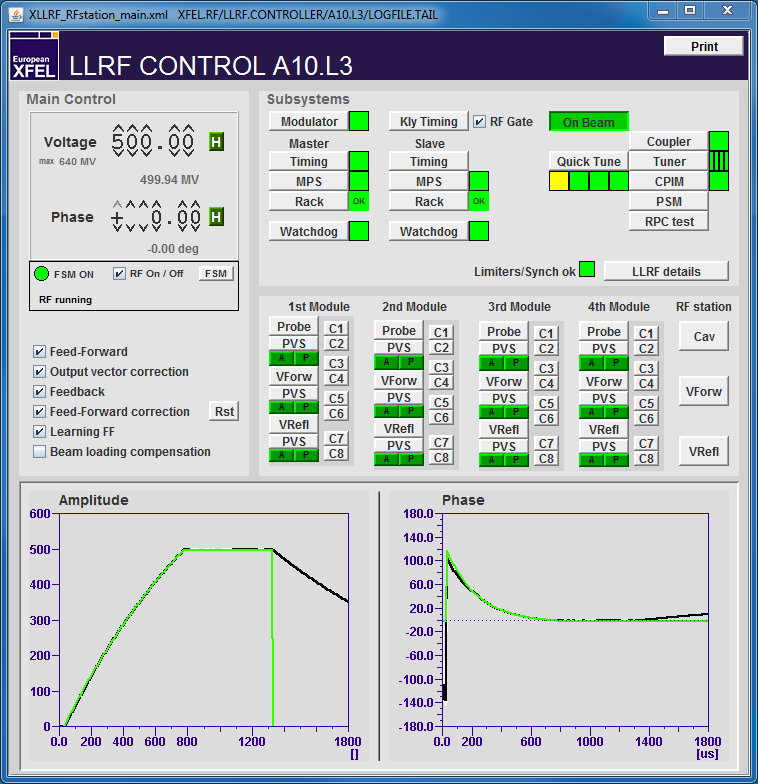 XLLRF_RFstation_main.xml XFEL.RF/LLRF.CONTROLLER/A10.L3/LOGFILE.TAIL
European
XFEL
LLRF CONTROL A10.L3
Print
Main Control
Voltage 500.00 H
max 640 MV
499.94 MV
Phase + 0.00 H
-0.00 deg
FSM ON RF On / Off FSM
RF running
Feed-Forward
Output vector correction
Feedback
Feed-Forward correction Rst
Learning FF
Beam loading compensation
Subsystems
Modulator Kly Timing RF Gate On Beam
Master Slave Coupler
Timing Timing Quick Tune Tuner
MPS MPS CPIM
Rack OK Rack OK PSM
RPC test
Watchdog Watchdog
Limiters/Synch ok LLRF details
1st Module 2nd Module 3rd Module 4th Module RF station
Probe C1 Probe C1 Probe C1 Probe C1 Cav
PVS C2 PVS C2 PVS C2 PVS C2
A P C3 A P C3 A P C3 A P C3
VForw C4 VForw C4 VForw C4 VForw C4 VForw
PVS C5 PVS C5 PVS C5 PVS C5
A P C6 A P C6 A P C6 A P C6
VRefl C7 VRefl C7 VRefl C7 VRefl C7 VRefl
PVS C8 PVS C8 PVS C8 PVS C8
A P A P A P A P
Amplitude
600
500
400
300
200
100
0
0.0 200 400 600 800 1200 1800
[]
Phase
180.0
140.0
100.0
60.0
20.0
-20.0
-60.0
-100.0
-140.0
-180.0
0.0 200 600 1000 1400 1800
[us]